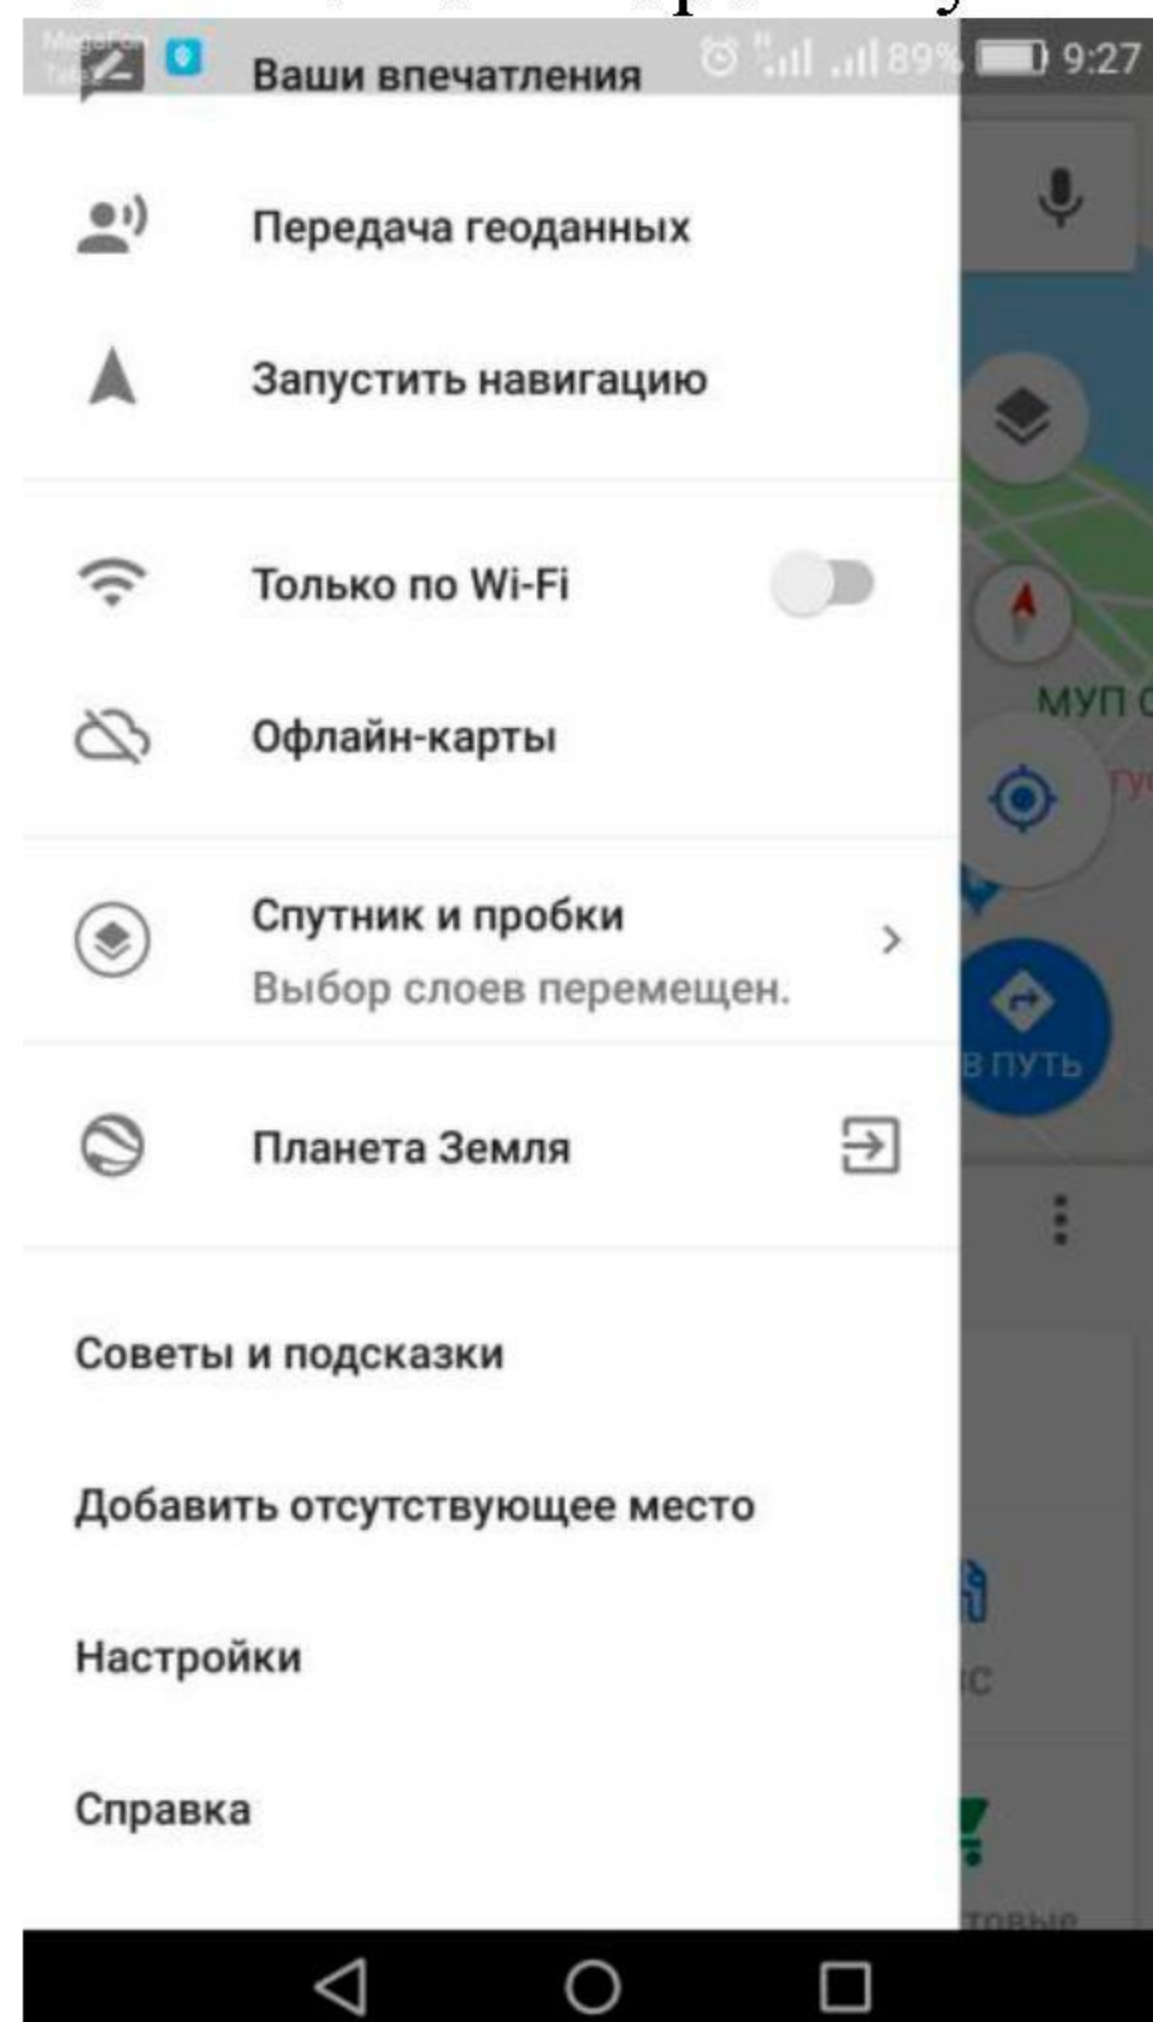 MegaFon
89% 9:27
Ваши впечатления
Передача геоданных
Запустить навигацию
Только по Wi-Fi
МУП
Офлайн-карты
Спутник и пробки
Выбор слоев перемещен.
В ПУТЬ
Планета Земля
Советы и подсказки
Добавить отсутствующее место
Настройки
Справка